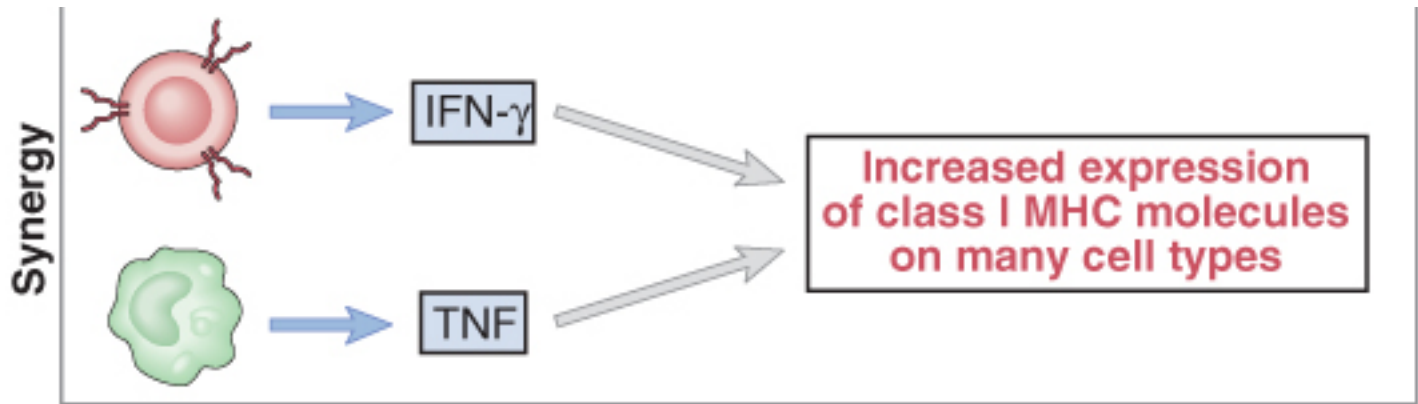 Synergy
IFN-γ
TNF
Increased expression
of class I MHC molecules
on many cell types